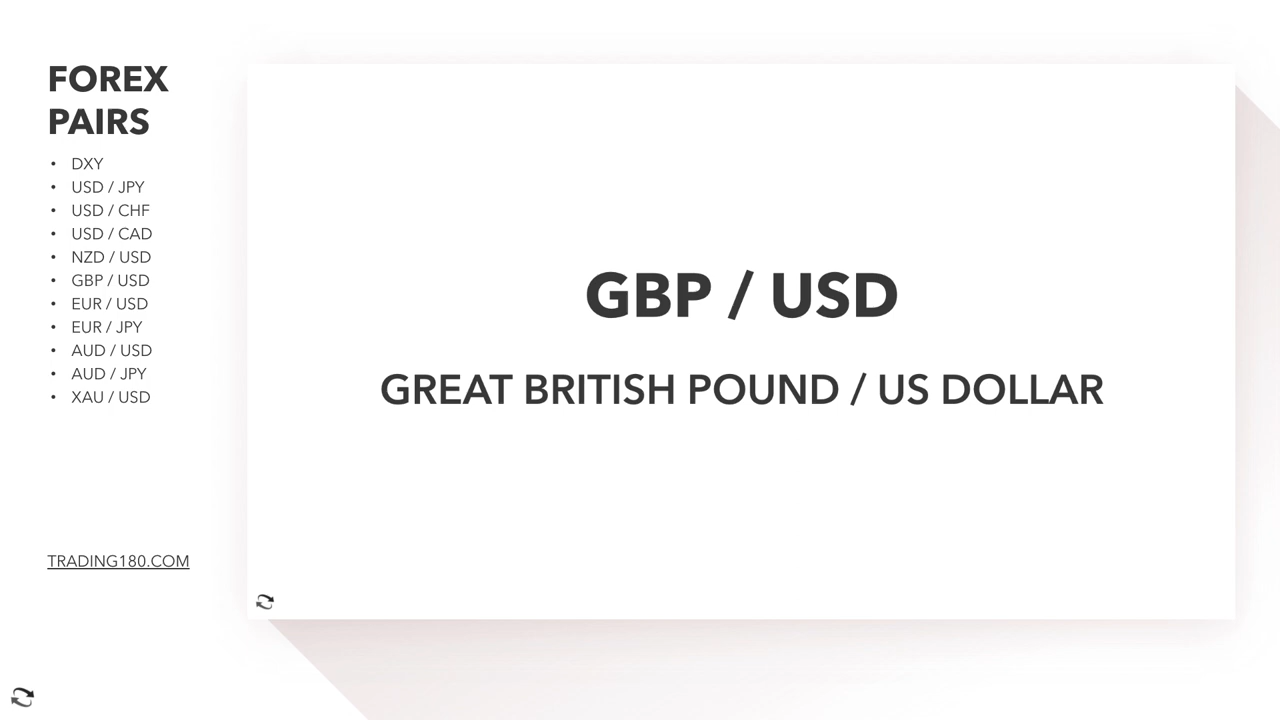 FOREX
PAIRS
• DXY
• USD / JPY
• USD / CHF
• USD / CAD
• NZD / USD
• GBP / USD
• EUR / USD
• EUR / JPY
• AUD / USD
• AUD / JPY
• XAU / USD
TRADING180.COM
GBP / USD
GREAT BRITISH POUND / US DOLLAR